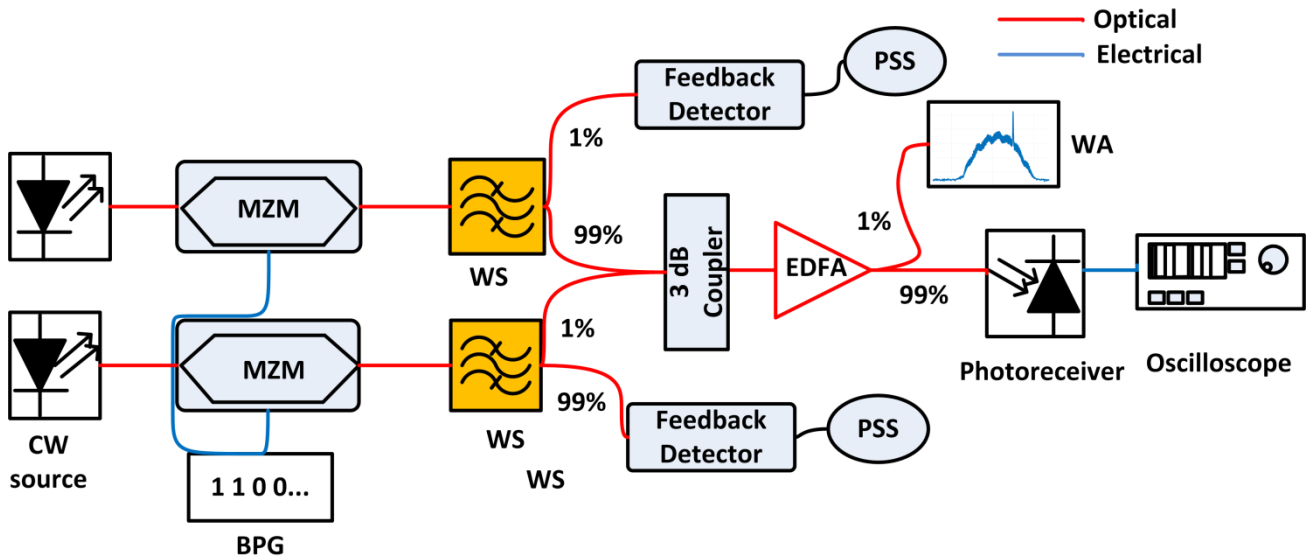 Optical
Electrical
PSS
Feedback
Detector
1%
WA
MZM
99%
WS
3 dB
Coupler
EDFA
1%
99%
1%
MZM
99%
WS
Photoreceiver
Oscilloscope
CW
source
Feedback
Detector
PSS
WS
1 1 0 0...
BPG